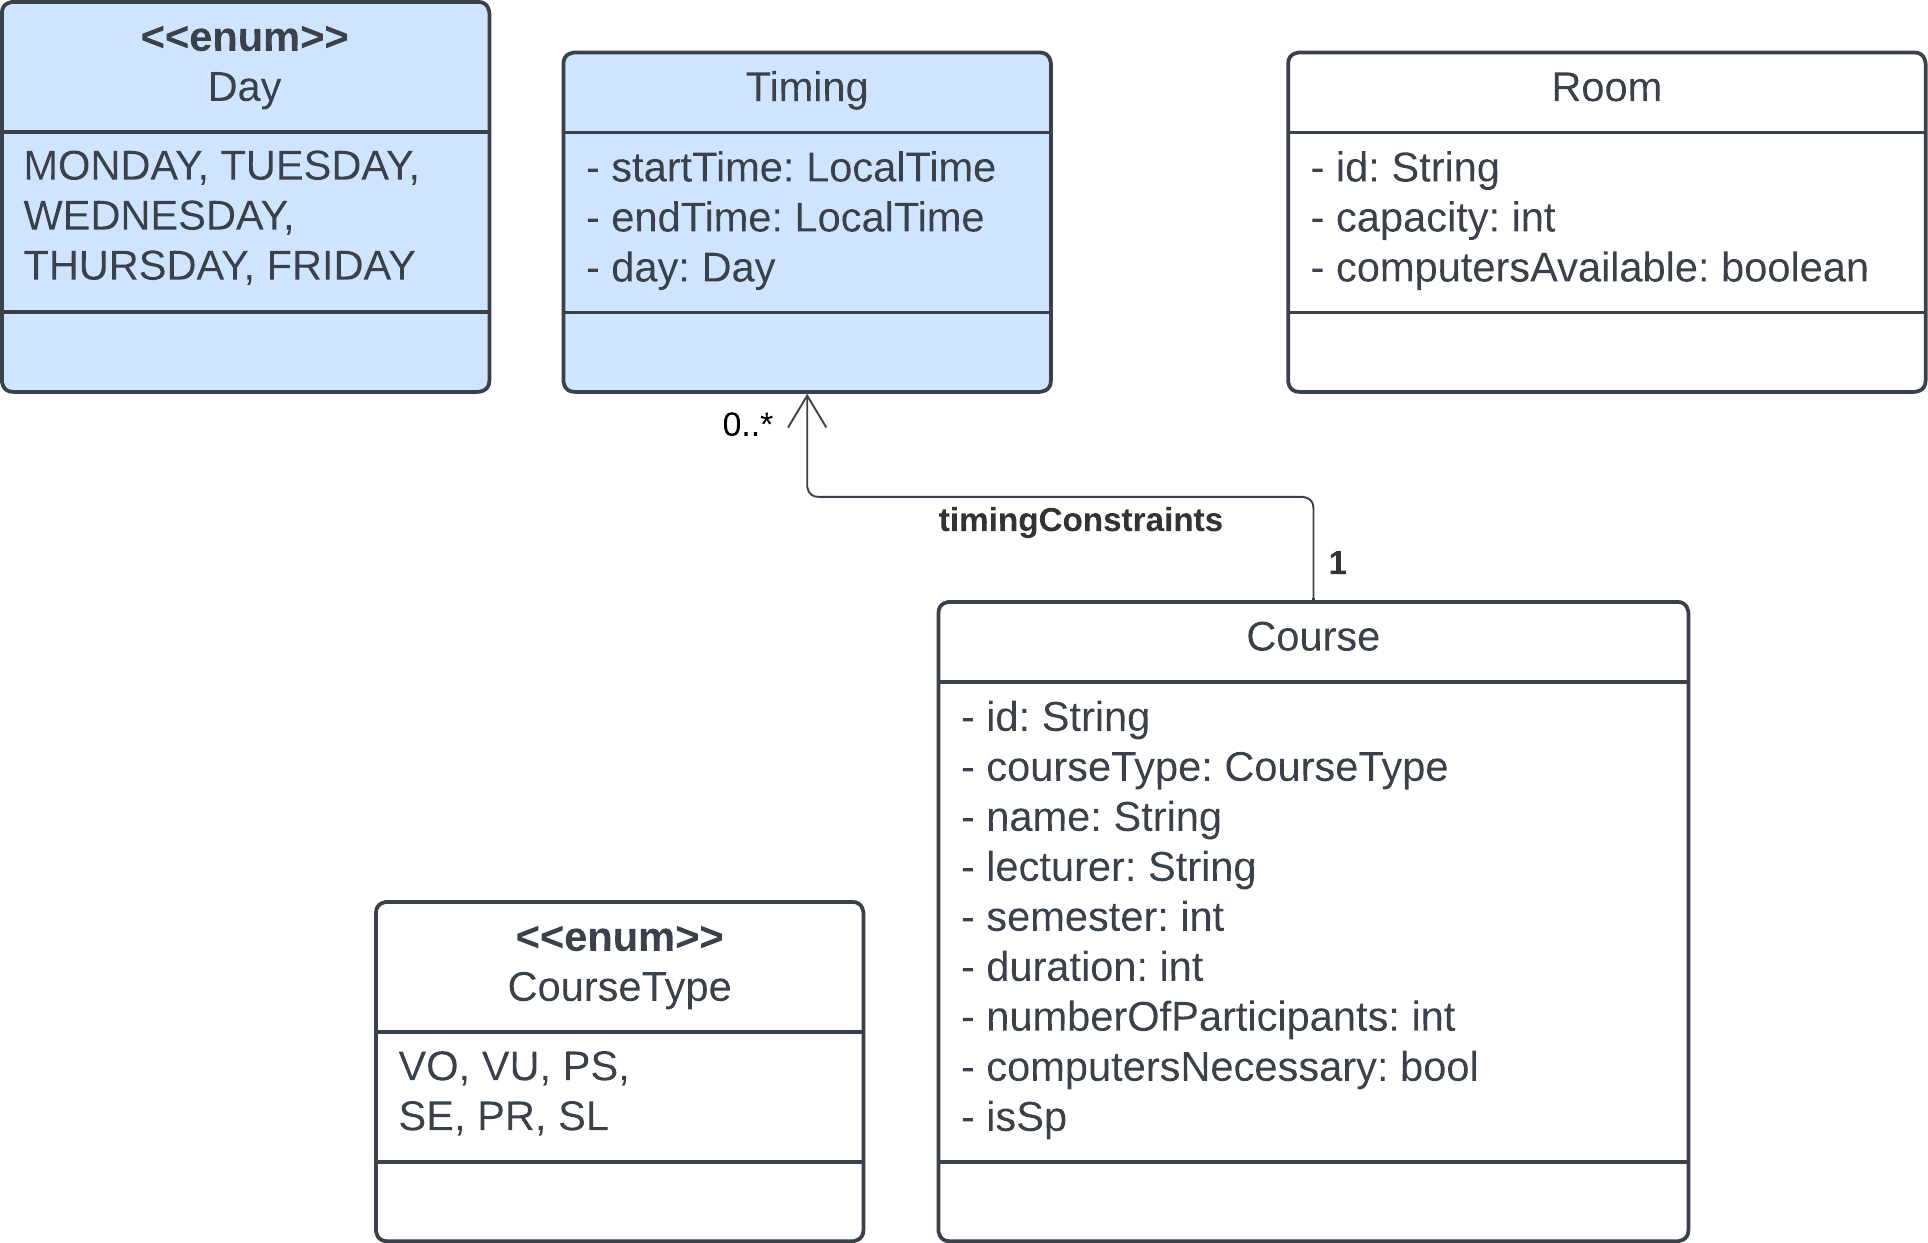 <<enum>>
Day
MONDAY, TUESDAY,
WEDNESDAY,
THURSDAY, FRIDAY
Timing
- startTime: LocalTime
- endTime: LocalTime
- day: Day
Room
- id: String
- capacity: int
- computersAvailable: boolean
0..*
timingConstraints
1
Course
- id: String
- courseType: CourseType
- name: String
- lecturer: String
- semester: int
- duration: int
- numberOfParticipants: int
- computersNecessary: bool
- isSp
<<enum>>
CourseType
VO, VU, PS,
SE, PR, SL